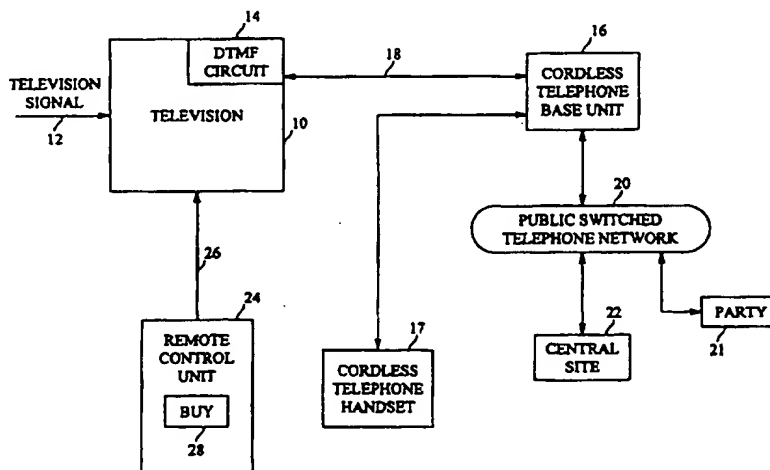 14
DTMF
CIRCUIT
TELEVISION
SIGNAL
12
TELEVISION
10
18
16
CORDLESS
TELEPHONE
BASE UNIT
20
PUBLIC SWITCHED
TELEPHONE NETWORK
26
24
REMOTE
CONTROL
UNIT
BUY
28
17
CORDLESS
TELEPHONE
HANDSET
22
CENTRAL
SITE
PARTY
21